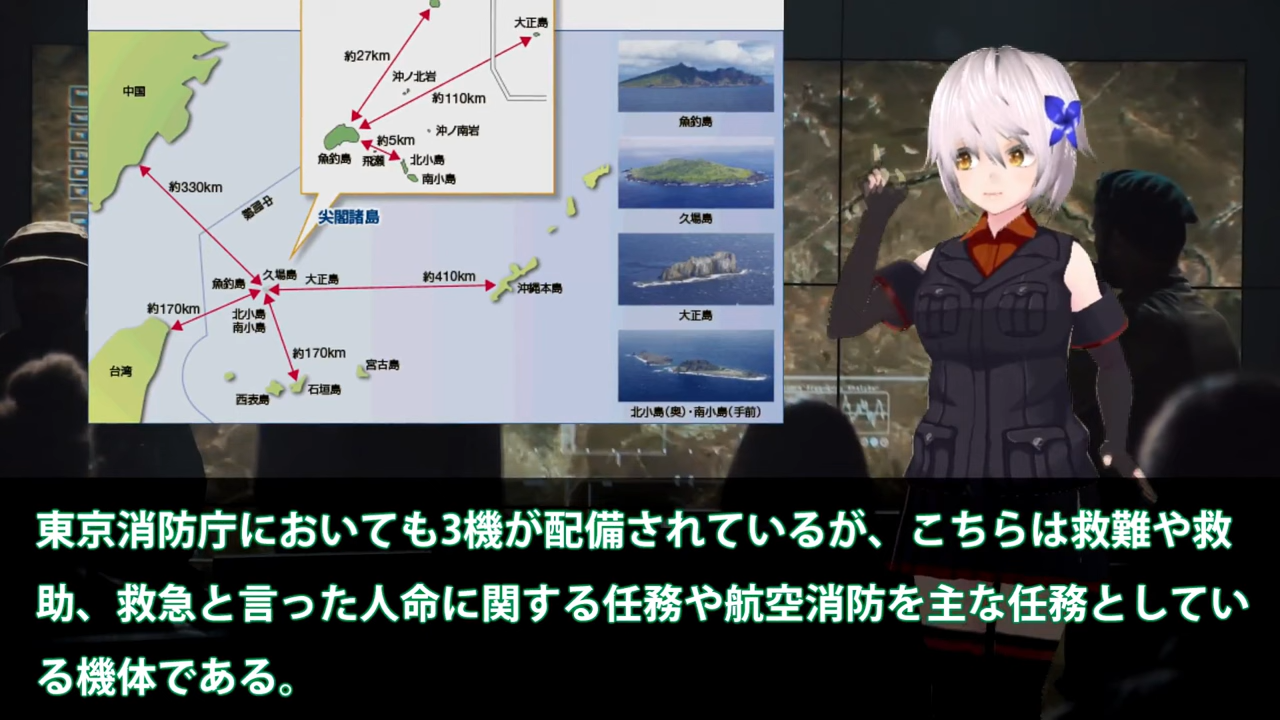 大正島
約27km
沖ノ北岩
約110km
沖ノ南岩
約5km
魚釣島
飛瀬
北小島
南小島
中国
約330km
中間線
尖閣諸島
久場島
大正島
魚釣島
約410km
沖縄本島
北小島
南小島
約170km
台湾
約170km
宮古島
石垣島
西表島
魚釣島
久場島
大正島
北小島(奥)・南小島(手前)
東京消防庁においても3機が配備されているが、こちらは救難や救
助、救急と言った人命に関する任務や航空消防を主な任務としてい
る機体である。